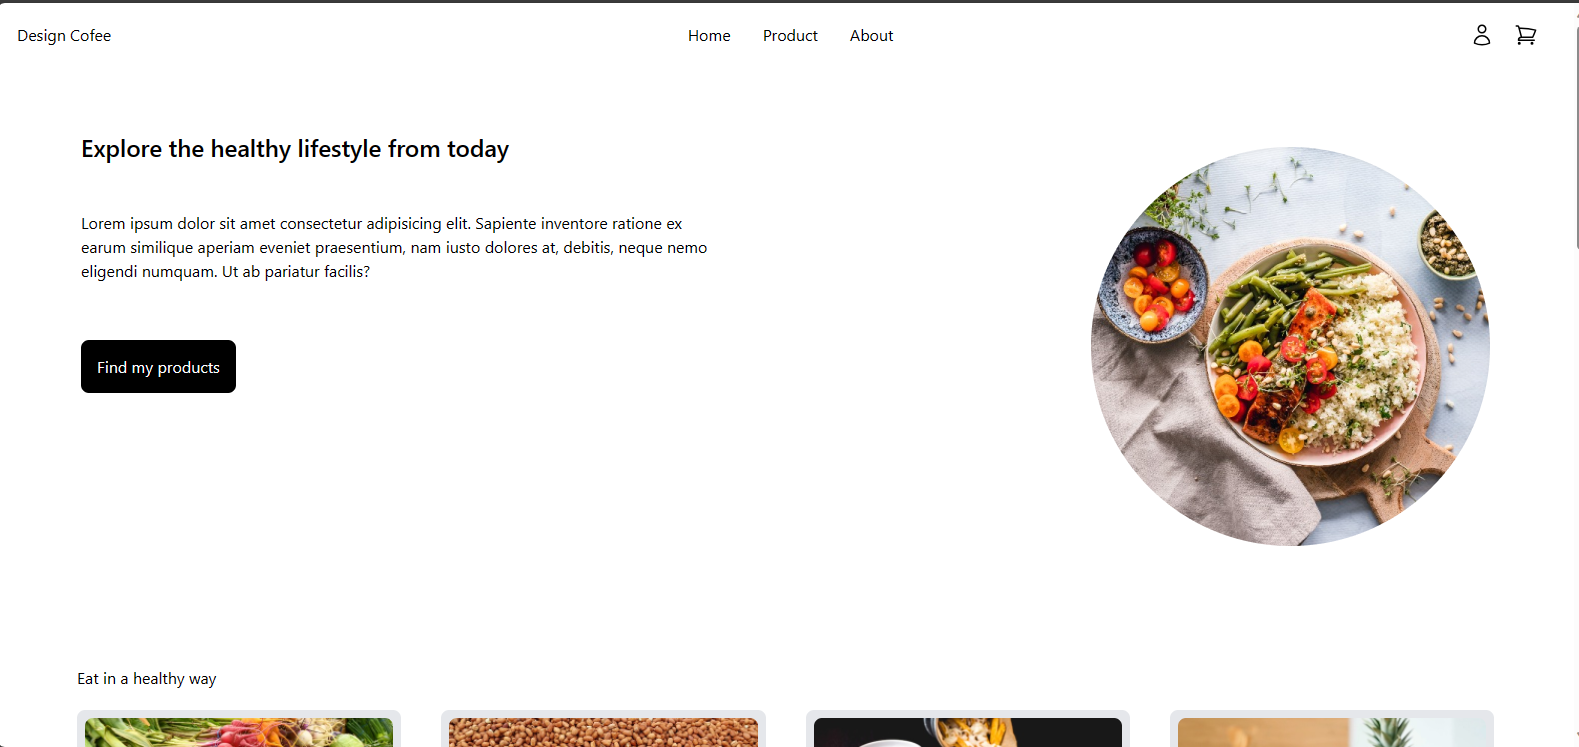 Design Cofee
Home
Product
About
Explore the healthy lifestyle from today
Lorem ipsum dolor sit amet consectetur adipisicing elit. Sapiente inventore ratione ex
earum similique aperiam eveniet praesentium, nam iusto dolores at, debitis, neque nemo
eligendi numquam. Ut ab pariatur facilis?
Find my products
Eat in a healthy way